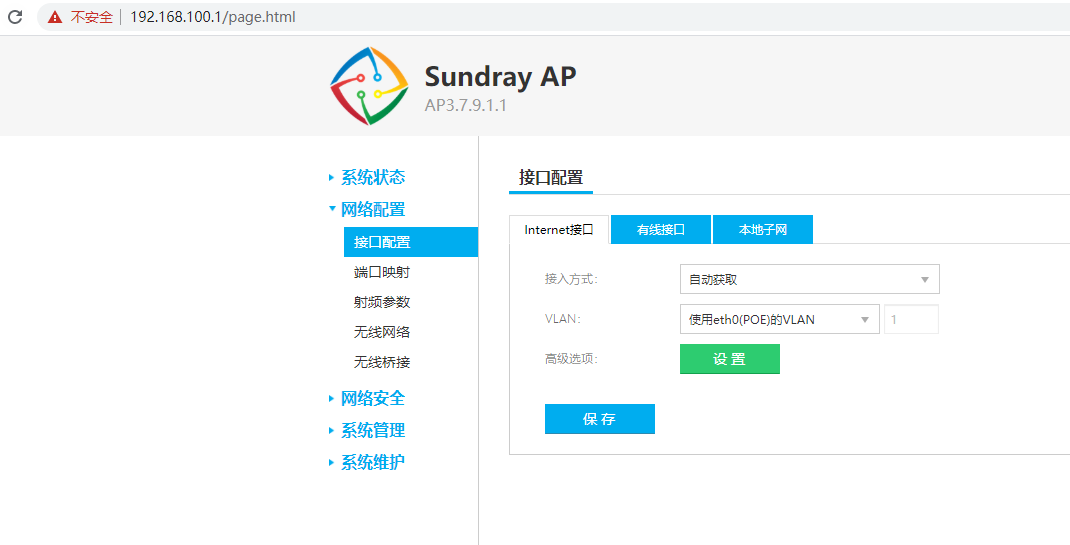 不安全 192.168.100.1/page.html
Sundray AP
AP3.7.9.1.1
系统状态
网络配置
接口配置
端口映射
射频参数
无线网络
无线桥接
网络安全
系统管理
系统维护
接口配置
Internet接口 有线接口 本地子网
接入方式: 自动获取
VLAN: 使用eth0(POE)的VLAN 1
高级选项: 设 置
保 存